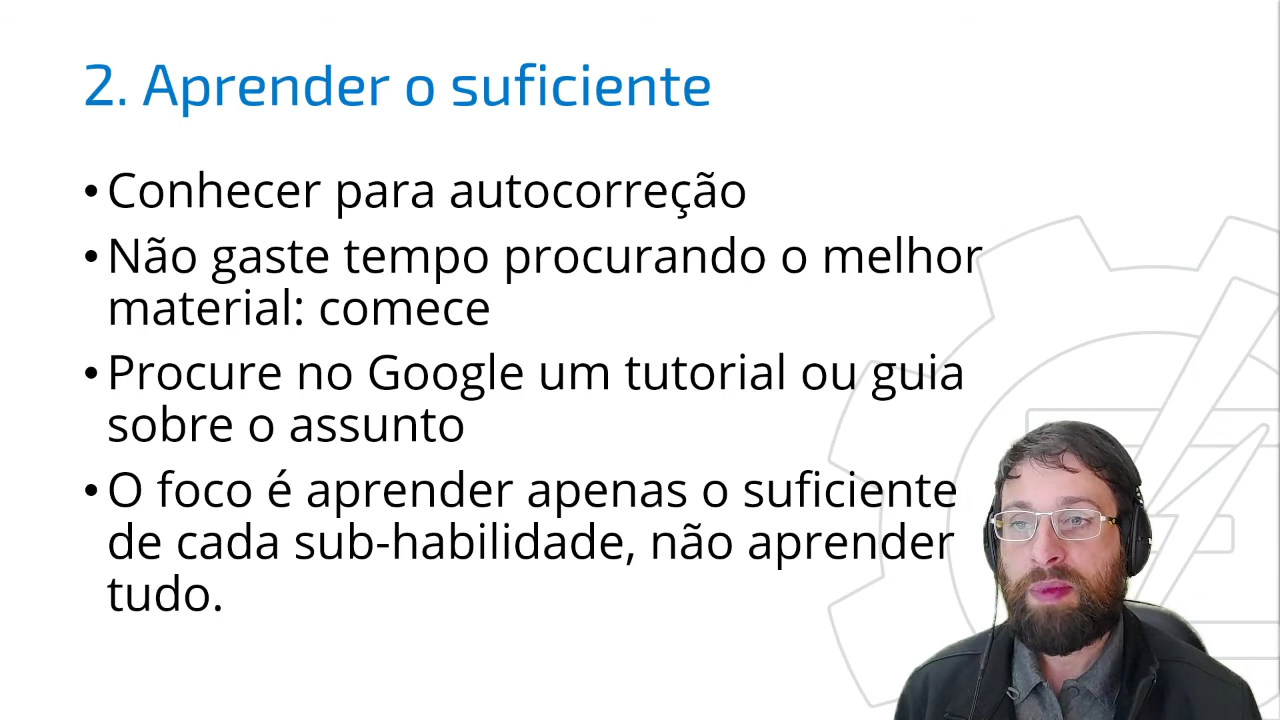 2. Aprender o suficiente
• Conhecer para autocorreção
• Não gaste tempo procurando o melhor
material: comece
• Procure no Google um tutorial ou guia
sobre o assunto
• O foco é aprender apenas o suficiente
de cada sub-habilidade, não aprender
tudo.